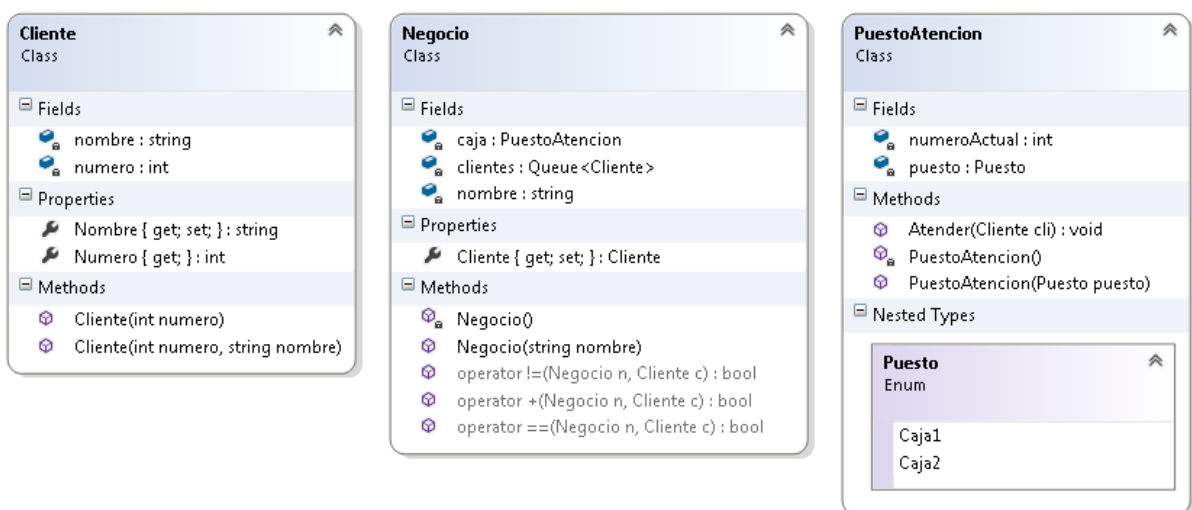 Cliente
Class
Fields
nombre : string
numero : int
Properties
Nombre { get; set; } : string
Numero { get; } : int
Methods
Cliente(int numero)
Cliente(int numero, string nombre)
Negocio
Class
Fields
caja : PuestoAtencion
clientes : Queue<Cliente>
nombre : string
Properties
Cliente { get; set; } : Cliente
Methods
Negocio()
Negocio(string nombre)
operator !=(Negocio n, Cliente c) : bool
operator +(Negocio n, Cliente c) : bool
operator ==(Negocio n, Cliente c) : bool
PuestoAtencion
Class
Fields
numeroActual : int
puesto : Puesto
Methods
Atender(Cliente cli) : void
PuestoAtencion()
PuestoAtencion(Puesto puesto)
Nested Types
Puesto
Enum
Caja1
Caja2